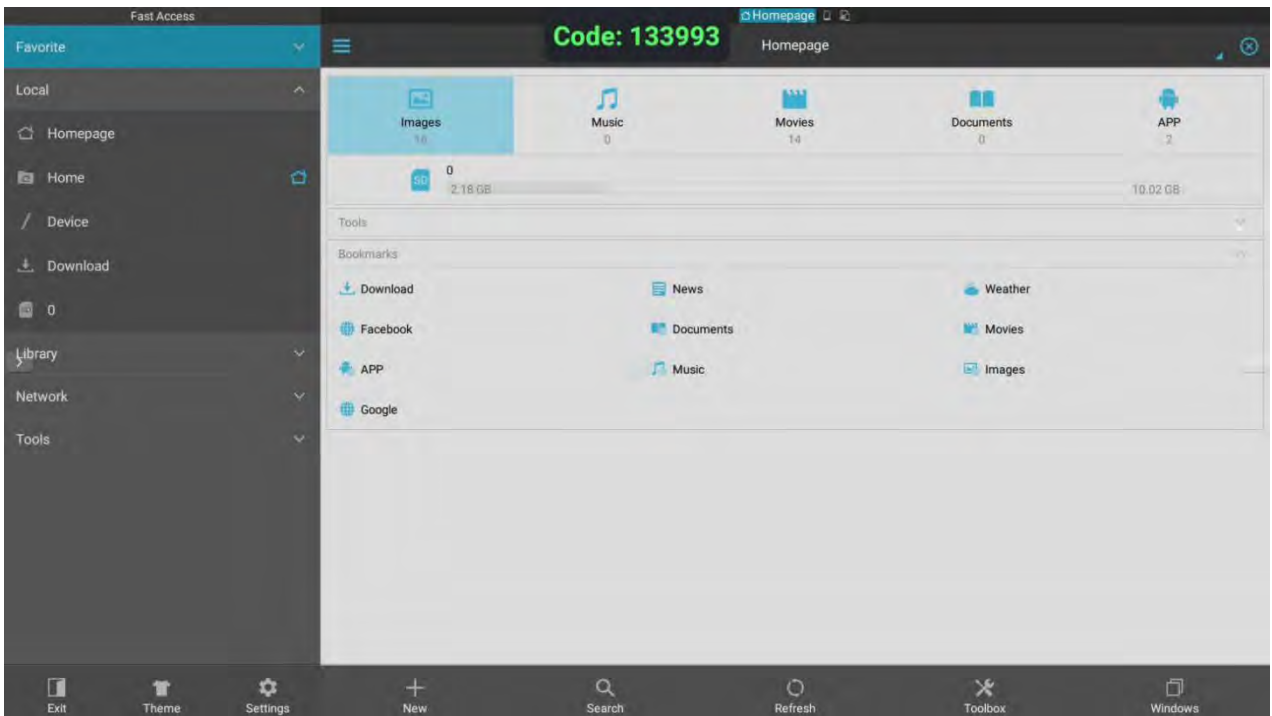 Fast Access
Homepage
Favorite
Code: 133993
Homepage
Local
Homepage
Home
Device
Download
0
Library
Network
Tools
Images
16
Music
0
Movies
14
Documents
0
APP
2
SD
0
2.18 GB
10.02 GB
Tools
Bookmarks
Download
News
Weather
Facebook
Documents
Movies
APP
Music
Images
Google
Exit
Theme
Settings
New
Search
Refresh
Toolbox
Windows